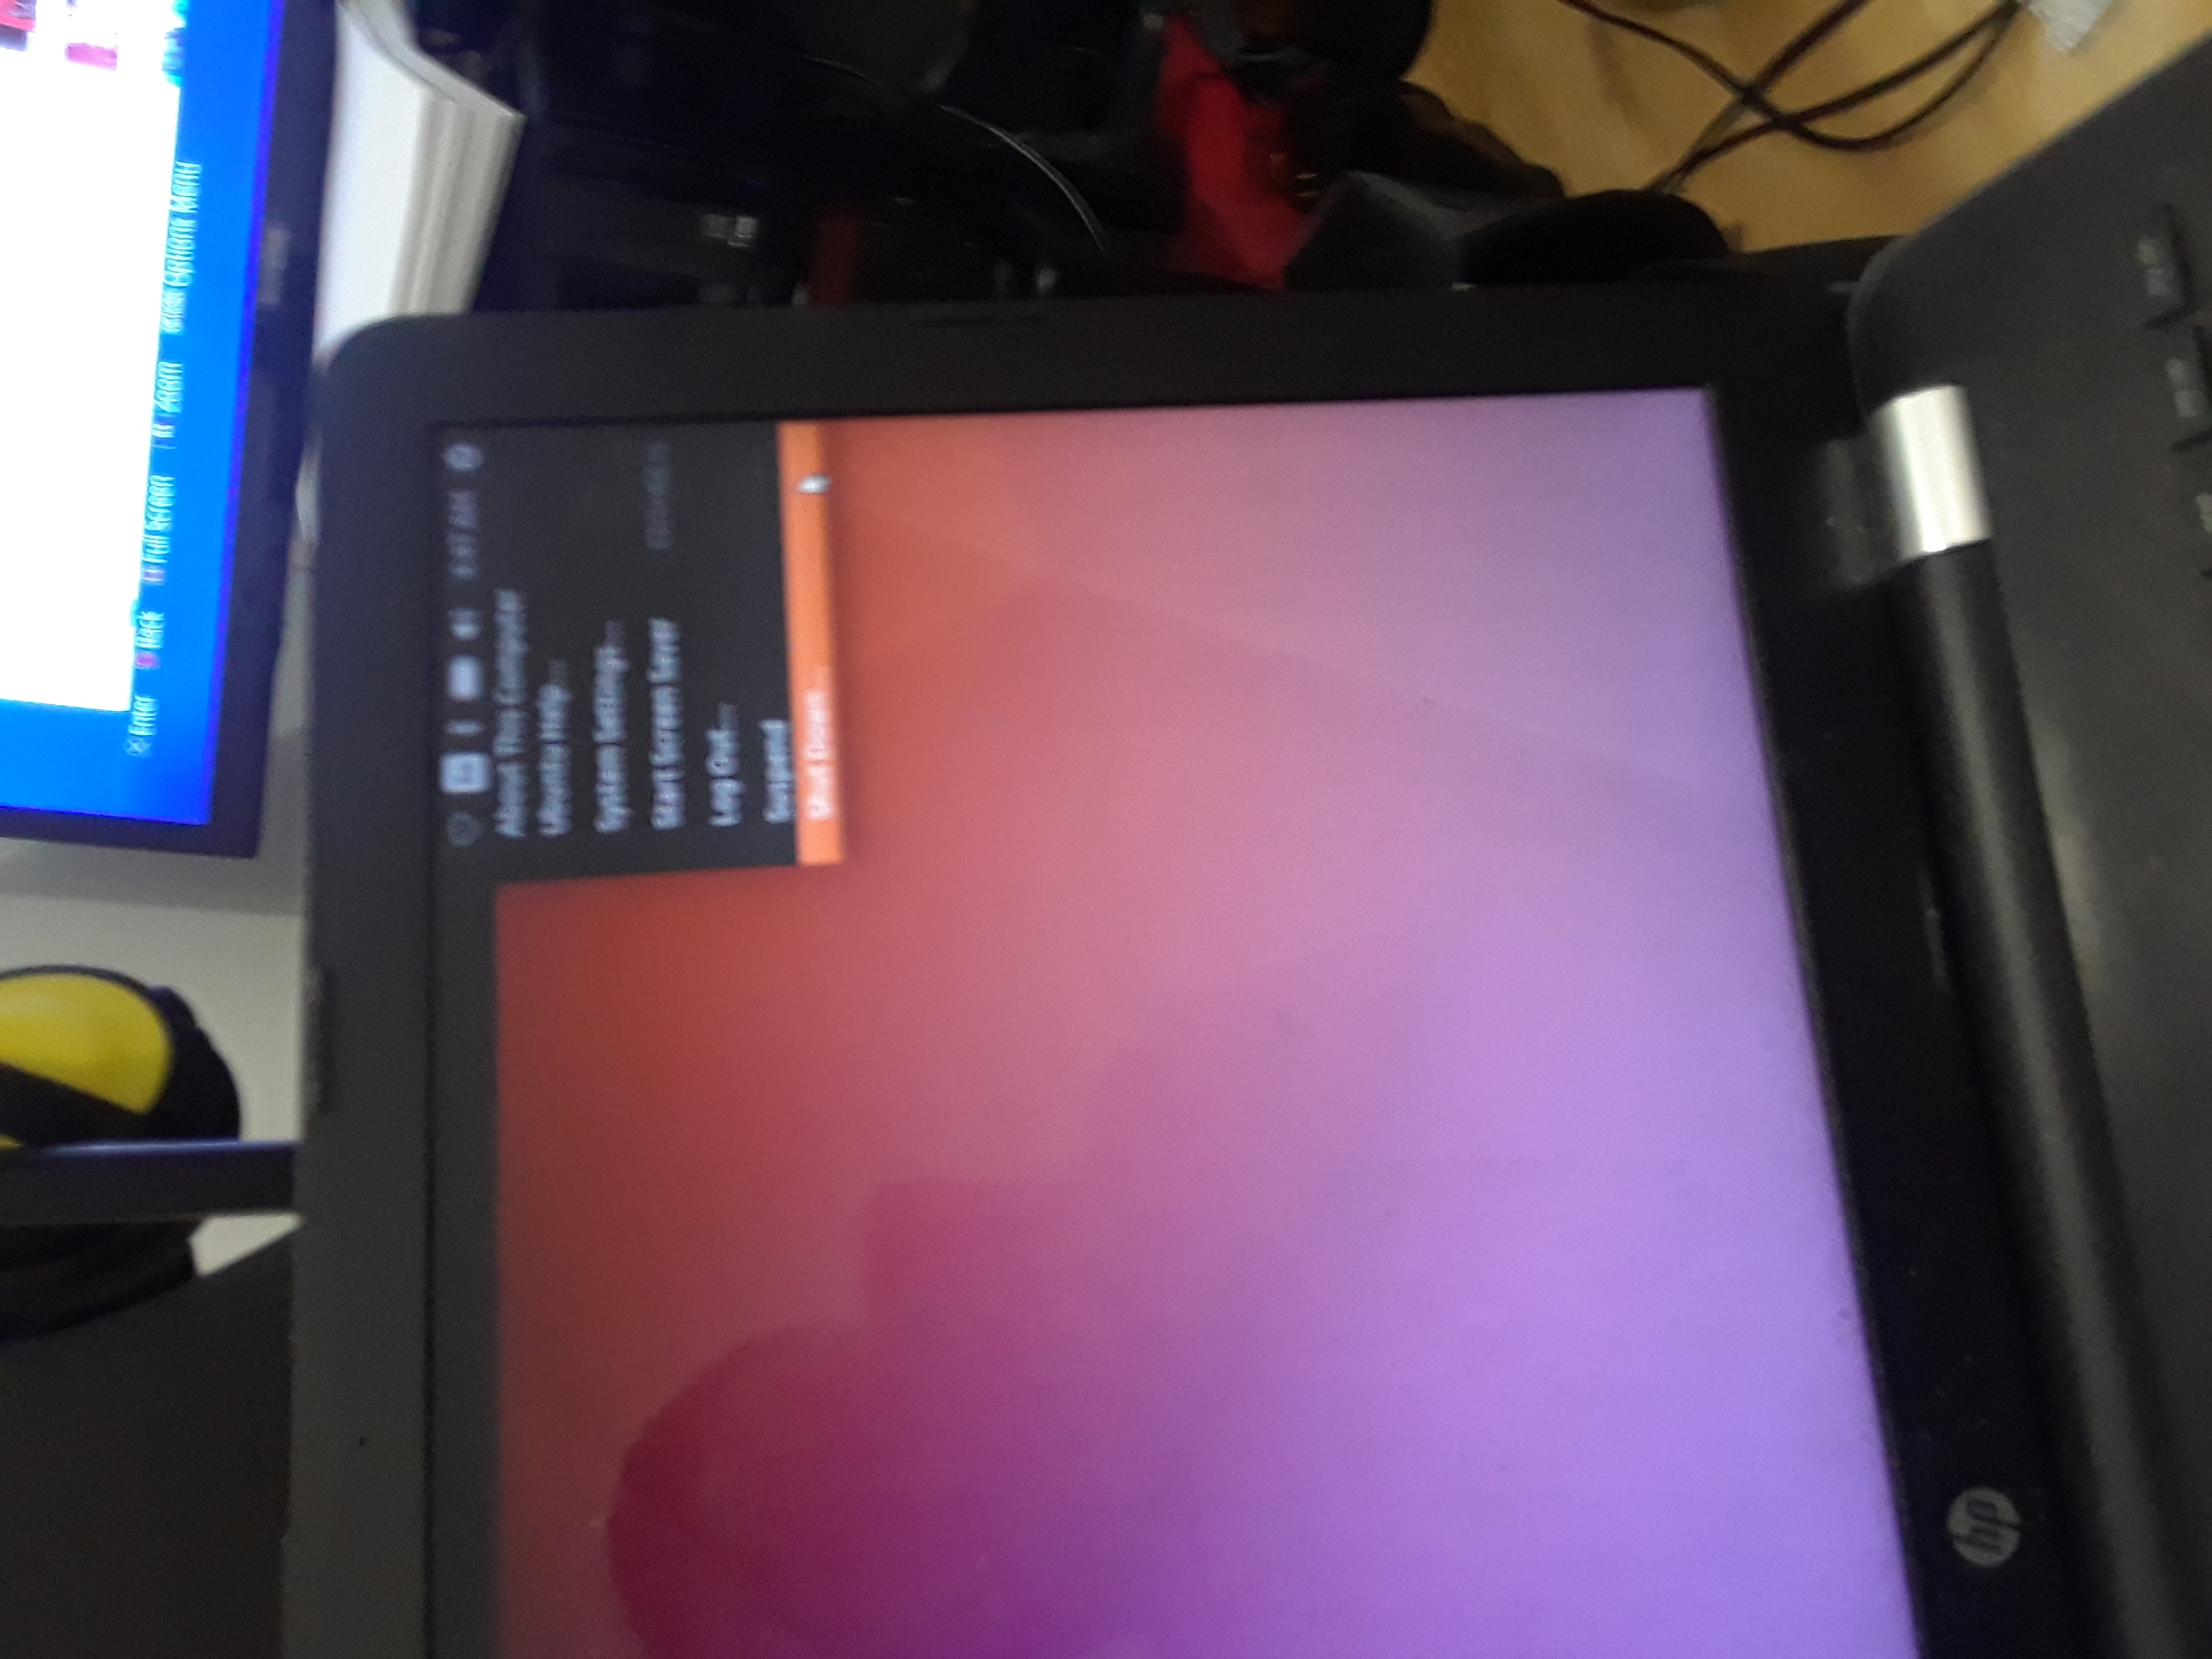 Enter Back Full Screen Zoom Options Menu
About This Computer
Ubuntu Help...
System Settings...
Start Screen Saver
Log Out...
Suspend
Shut Down...
hp